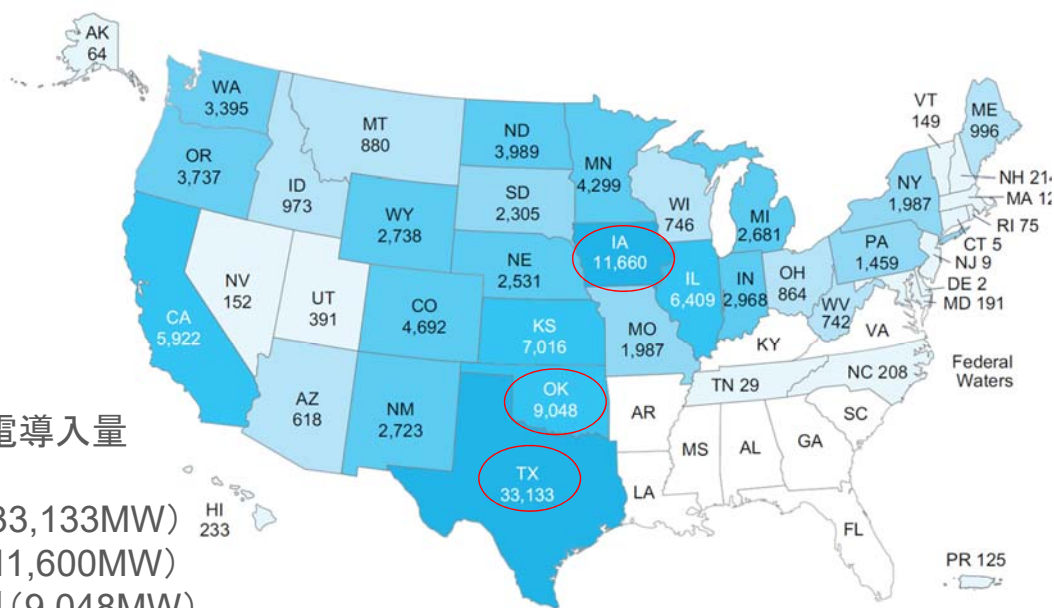 AK
64
WA
3,395
OR
3,737
CA
5,922
ID
973
NV
152
MT
880
WY
2,738
UT
391
AZ
618
CO
4,692
NM
2,723
ND
3,989
SD
2,305
NE
2,531
KS
7,016
OK
9,048
TX
33,133
MN
4,299
IA
11,660
MO
1,987
WI
746
IL
6,409
MI
2,681
IN
2,968
OH
864
KY
TN 29
AR
LA
MS
AL
GA
FL
SC
NC 208
VA
WV
742
PA
1,459
NY
1,987
VT
149
ME
996
NH 214
MA 12
RI 75
CT 5
NJ 9
DE 2
MD 191
Federal
Waters
HI
233
PR 125
電導入量
33,133MW）
11,600MW）
（9,048MW）